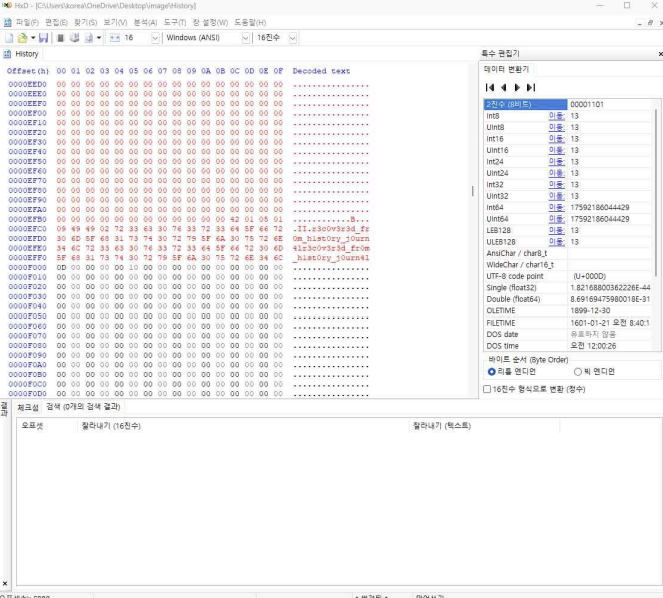 HxD - [C:\Users\korea\OneDrive\Desktop\image\History]
파일(F) 편집(E) 찾기(S) 보기(V) 분석(A) 도구(T) 창 설정(W) 도움말(H)
16 Windows (ANSI) 16진수
History
Offset(h) 00 01 02 03 04 05 06 07 08 09 0A 0B 0C 0D 0E 0F Decoded text
0000EED0 00 00 00 00 00 00 00 00 00 00 00 00 00 00 00 00 ................
0000EEE0 00 00 00 00 00 00 00 00 00 00 00 00 00 00 00 00 ................
0000EEF0 00 00 00 00 00 00 00 00 00 00 00 00 00 00 00 00 ................
0000EF00 00 00 00 00 00 00 00 00 00 00 00 00 00 00 00 00 ................
0000EF10 00 00 00 00 00 00 00 00 00 00 00 00 00 00 00 00 ................
0000EF20 00 00 00 00 00 00 00 00 00 00 00 00 00 00 00 00 ................
0000EF30 00 00 00 00 00 00 00 00 00 00 00 00 00 00 00 00 ................
0000EF40 00 00 00 00 00 00 00 00 00 00 00 00 00 00 00 00 ................
0000EF50 00 00 00 00 00 00 00 00 00 00 00 00 00 00 00 00 ................
0000EF60 00 00 00 00 00 00 00 00 00 00 00 00 00 00 00 00 ................
0000EF70 00 00 00 00 00 00 00 00 00 00 00 00 00 00 00 00 ................
0000EF80 00 00 00 00 00 00 00 00 00 00 00 00 00 00 00 00 ................
0000EF90 00 00 00 00 00 00 00 00 00 00 00 00 00 00 00 00 ................
0000EFA0 00 00 00 00 00 00 00 00 00 00 00 00 00 00 00 00 ................
0000EFB0 00 00 00 00 00 00 00 00 00 00 00 00 42 01 05 01 ............B...
0000EFC0 09 49 49 02 72 33 63 30 76 33 72 33 64 5F 66 72 .II.r3c0v3r3d_fr
0000EFD0 30 6D 5F 68 31 73 74 30 72 79 5F 6A 30 75 72 6E 0m_h1st0ry_j0urn
0000EFE0 34 6C 72 33 63 30 76 33 72 33 64 5F 66 72 30 6D 4lr3c0v3r3d_fr0m
0000EFF0 5F 68 31 73 74 30 72 79 5F 6A 30 75 72 6E 34 6C _h1st0ry_j0urn4l
0000F000 0D 00 00 00 00 10 00 00 00 00 00 00 00 00 00 00 ................
0000F010 00 00 00 00 00 00 00 00 00 00 00 00 00 00 00 00 ................
0000F020 00 00 00 00 00 00 00 00 00 00 00 00 00 00 00 00 ................
0000F030 00 00 00 00 00 00 00 00 00 00 00 00 00 00 00 00 ................
0000F040 00 00 00 00 00 00 00 00 00 00 00 00 00 00 00 00 ................
0000F050 00 00 00 00 00 00 00 00 00 00 00 00 00 00 00 00 ................
0000F060 00 00 00 00 00 00 00 00 00 00 00 00 00 00 00 00 ................
0000F070 00 00 00 00 00 00 00 00 00 00 00 00 00 00 00 00 ................
0000F080 00 00 00 00 00 00 00 00 00 00 00 00 00 00 00 00 ................
0000F090 00 00 00 00 00 00 00 00 00 00 00 00 00 00 00 00 ................
0000F0A0 00 00 00 00 00 00 00 00 00 00 00 00 00 00 00 00 ................
0000F0B0 00 00 00 00 00 00 00 00 00 00 00 00 00 00 00 00 ................
0000F0C0 00 00 00 00 00 00 00 00 00 00 00 00 00 00 00 00 ................
0000F0D0 00 00 00 00 00 00 00 00 00 00 00 00 00 00 00 00 ................
특수 편집기
데이터 변환기
2진수 (8비트) 00001101
Int8 이동: 13
UInt8 이동: 13
Int16 이동: 13
UInt16 이동: 13
Int24 이동: 13
UInt24 이동: 13
Int32 이동: 13
UInt32 이동: 13
Int64 이동: 17592186044429
UInt64 이동: 17592186044429
LEB128 이동: 13
ULEB128 이동: 13
AnsiChar / char8_t
WideChar / char16_t
UTF-8 code point (U+000D)
Single (float32) 1.82168800362226E-44
Double (float64) 8.69169475980018E-31
OLETIME 1899-12-30
FILETIME 1601-01-21 오전 8:40:1
DOS date 유효하지 않음
DOS time 오전 12:00:26
바이트 순서 (Byte Order)
리틀 엔디언 빅 엔디언
16진수 형식으로 변환 (정수)
결과
체크섬 검색 (0개의 검색 결과)
오프셋 잘라내기 (16진수) 잘라내기 (텍스트)